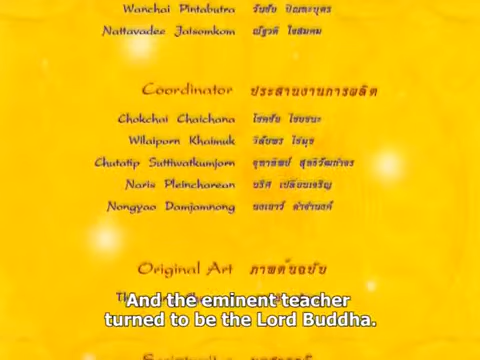 Wanchai Pintabutra วันชัย ปิณฑะบุตร
Nattavadee Jaisomkom ณัฐวดี ใจสมคม
Coordinator ประสานงานการผลิต
Chokchai Chaichana โชคชัย ไชยชนะ
Wilaiporn Khaimuk วิลัยพร ไข่มุข
Chutatip Suttiwatkumjorn จุฑาทิพย์ สุทธิวัฒกำจร
Naris Pleincharean นริศ เปลี่ยนเจริญ
Nongyao Damjamnong นงเยาว์ ดำจำนงค์
Original Art ภาพต้นฉบับ
And the eminent teacher
turned to be the Lord Buddha.